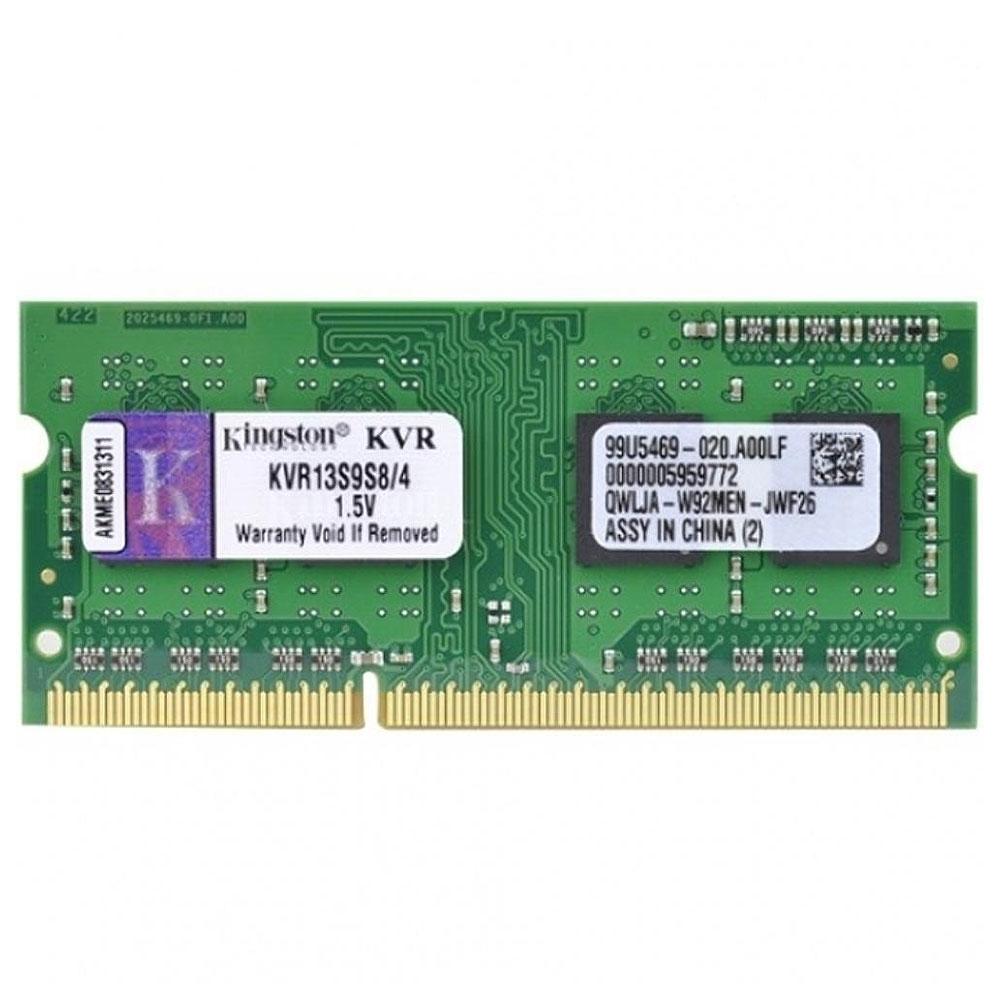 422
2025469-0F1.A00
AKME0831311
K
Kingston® KVR
KVR13S9S8/4
1.5V
Warranty Void If Removed
99U5469-020.A00LF
0000005959772
QWLJA-W92MEN-JWF26
ASSY IN CHINA (2)